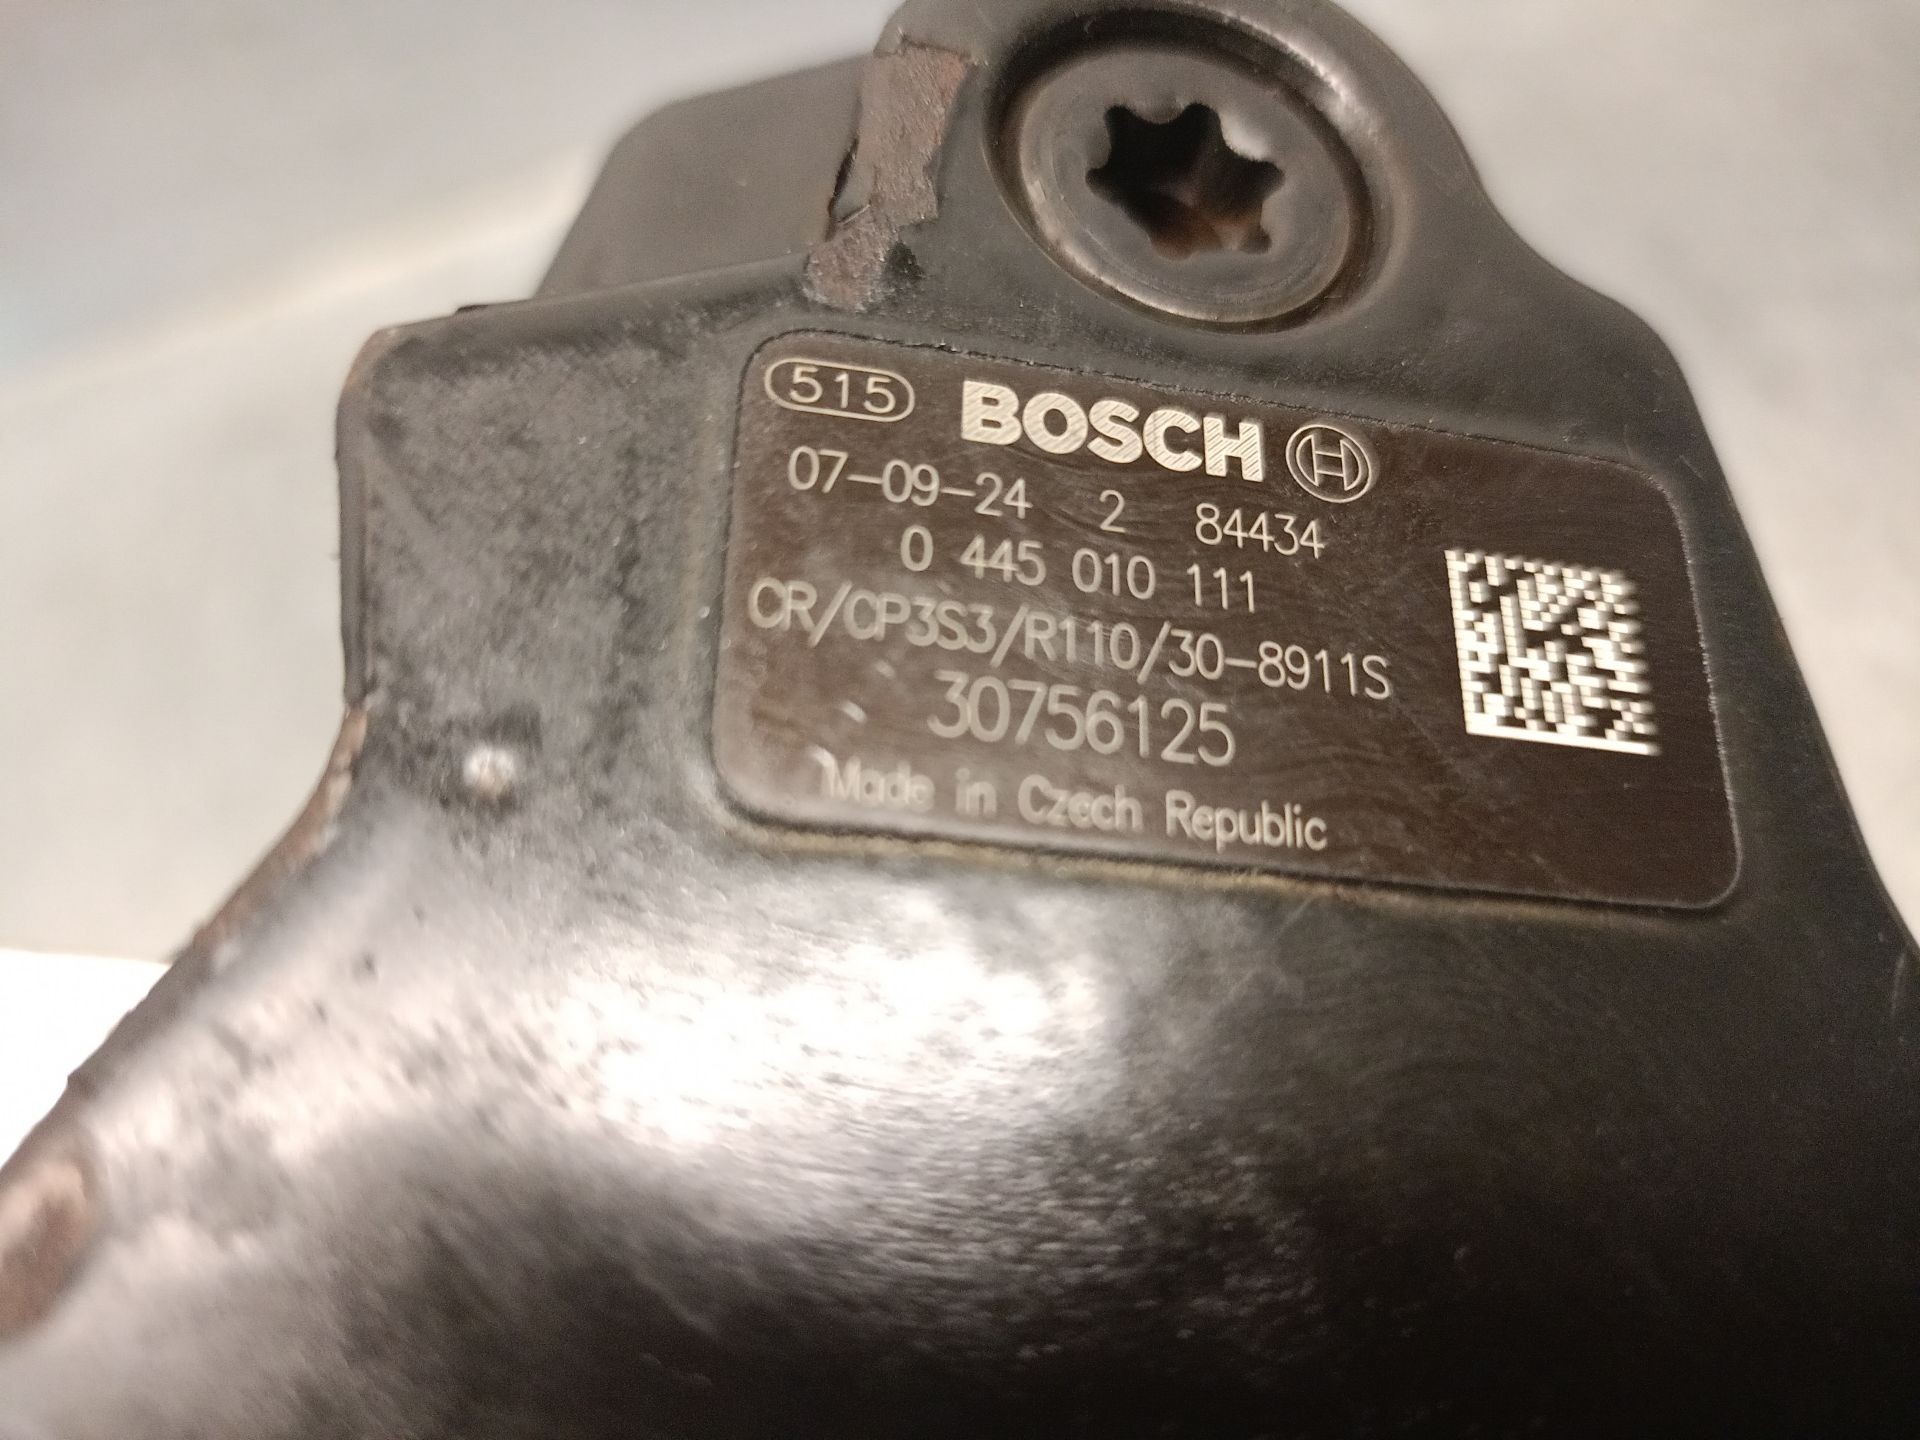 515 BOSCH
07-09-24 2 84434
0 445 010 111
CR/CP3S3/R110/30-8911S
30756125
Made in Czech Republic